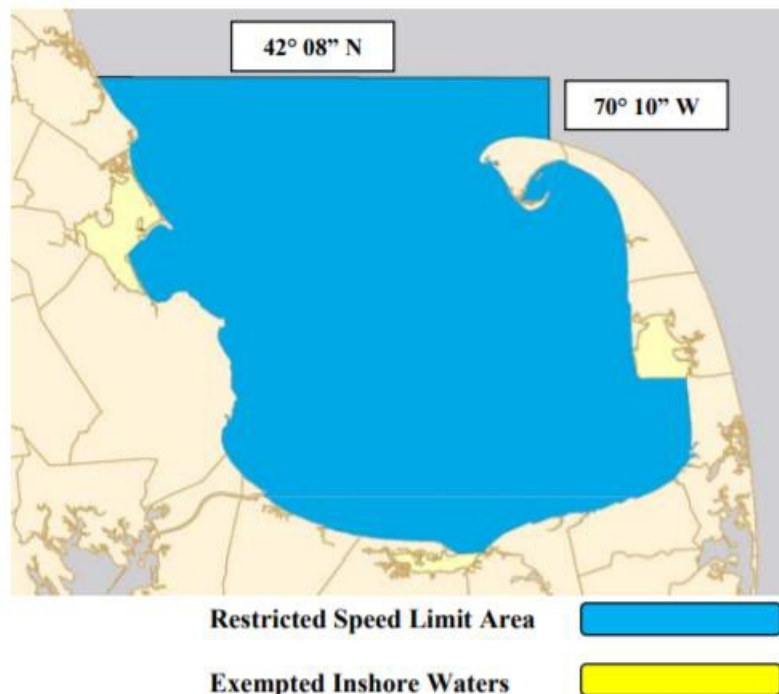 42° 08” N
70° 10” W
Restricted Speed Limit Area
Exempted Inshore Waters